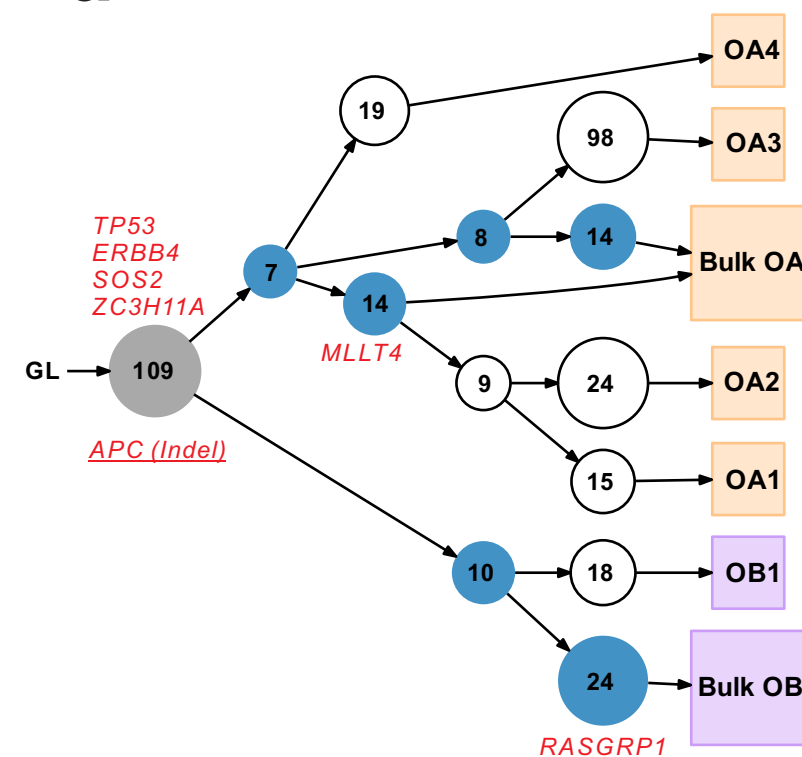 OA4
19
98
OA3
TP53
ERBB4
SOS2
ZC3H11A
8
14
Bulk OA
7
14
MLLT4
GL
109
9
24
OA2
APC (Indel)
15
OA1
10
18
OB1
24
Bulk OB
RASGRP1